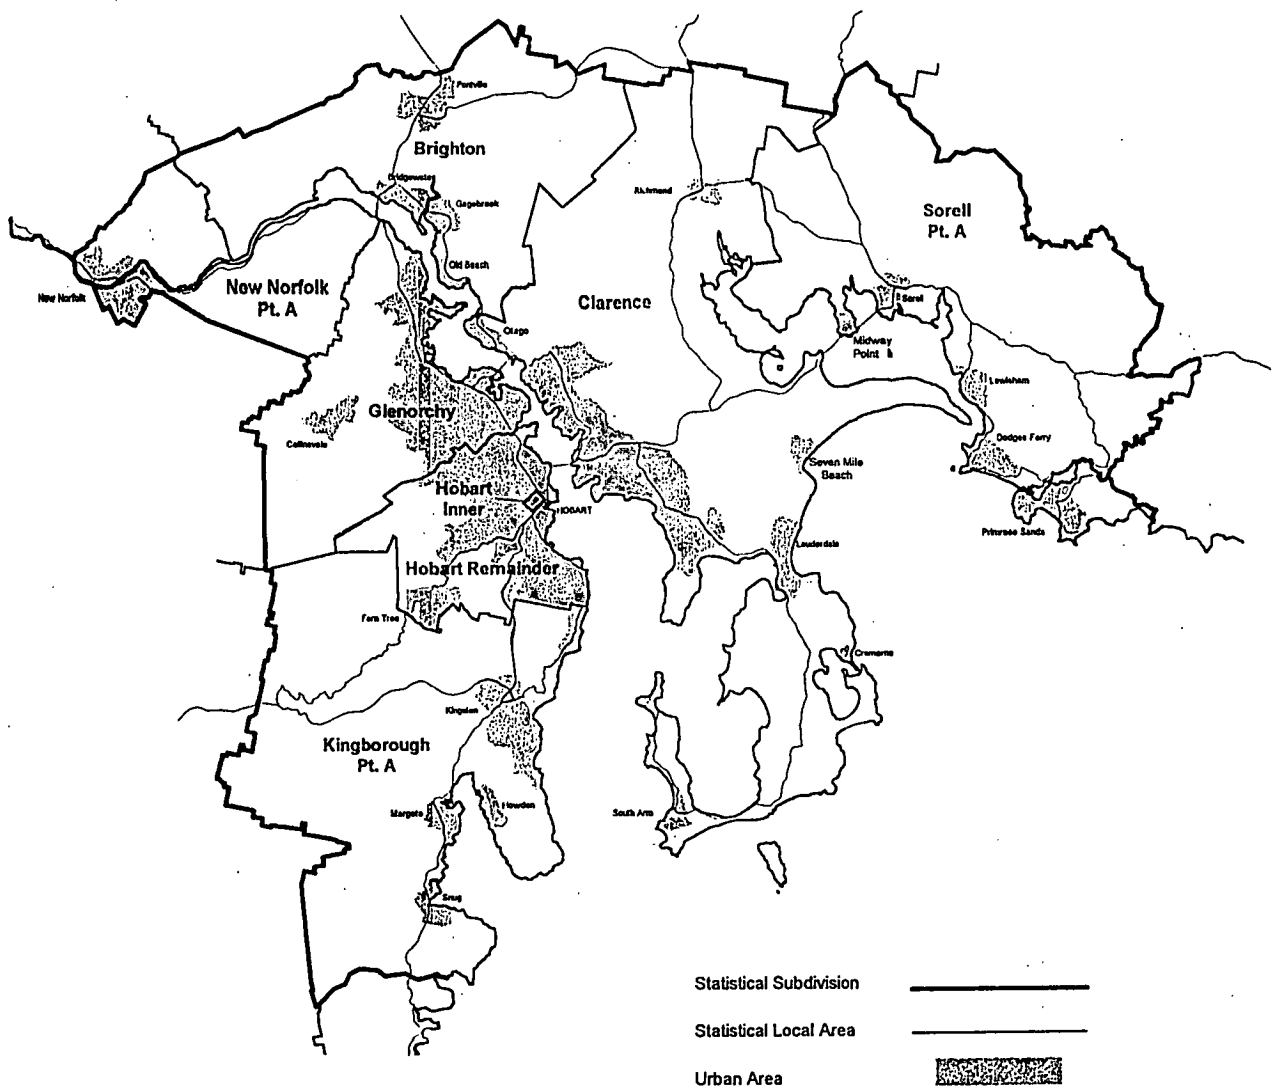 Pontville
Brighton
Bridgewater
Gagebrook
Richmond
Sorell
Pt. A
Old Beach
New Norfolk
New Norfolk
Pt. A
Clarence
Sorell
Otago
Midway
Point
Lewisham
Glenorchy
Collinsvale
Dodges Ferry
Seven Mile
Beach
Hobart
Inner
HOBART
Primrose Sands
Lauderdale
Hobart Remainder
Fern Tree
Cremorne
Kingston
Kingborough
Pt. A
Margate
Howden
South Arm
Snug
Statistical Subdivision
Statistical Local Area
Urban Area